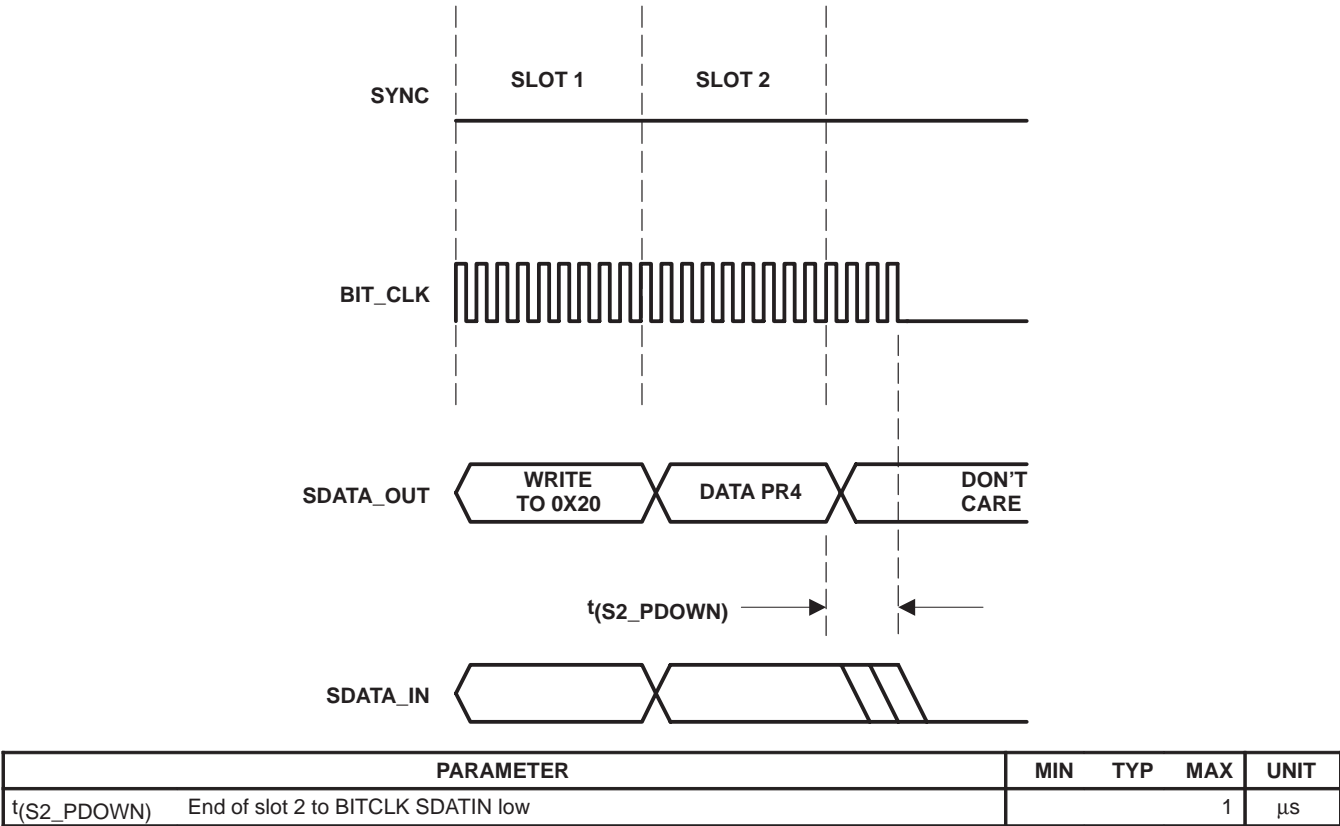 SLOT 1 SLOT 2
SYNC
BIT_CLK
SDATA_OUT
WRITE
TO 0X20
DATA PR4
DON'T
CARE
t(S2_PDOWN)
SDATA_IN
PARAMETER MIN TYP MAX UNIT
t(S2_PDOWN) End of slot 2 to BITCLK SDATIN low 1 μs